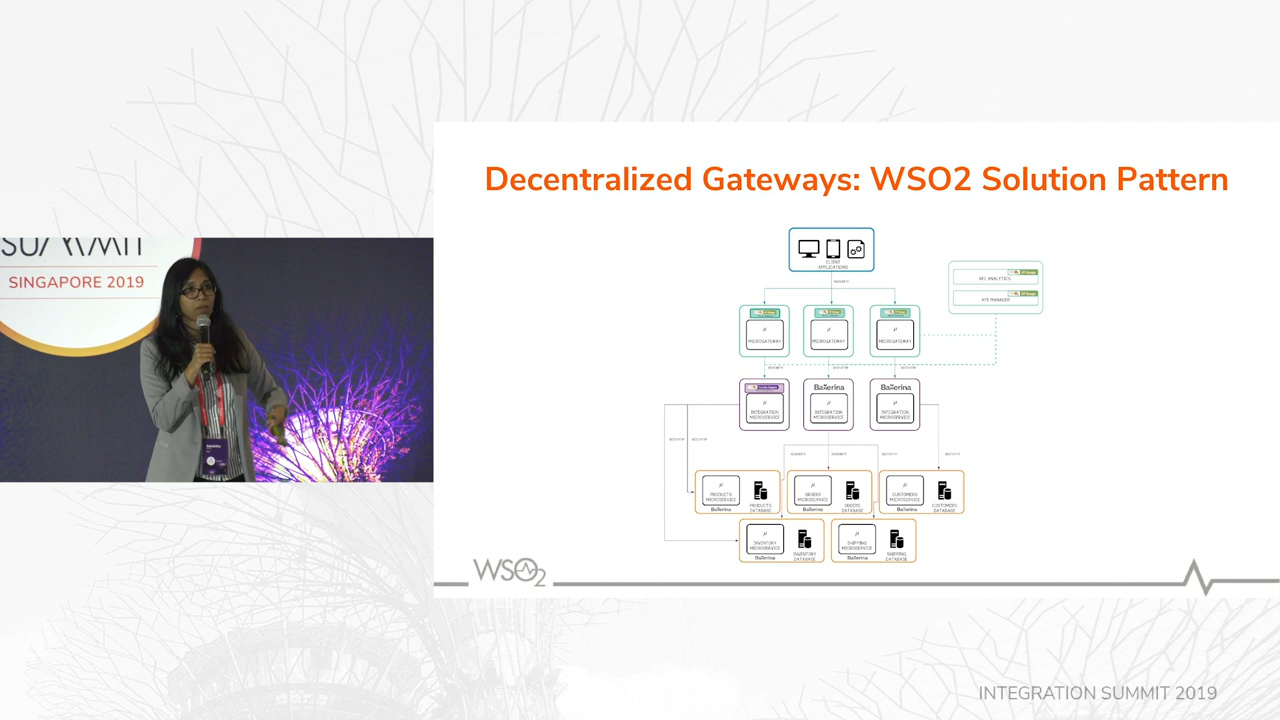 SUMMIT
SINGAPORE 2019
Decentralized Gateways: WSO2 Solution Pattern
CLIENT
APPLICATIONS
API ANALYTICS
API MANAGER
μ
MICROGATEWAY
μ
MICROGATEWAY
μ
MICROGATEWAY
μ
INTEGRATION
MICROSERVICE
Ballerina
μ
INTEGRATION
MICROSERVICE
Ballerina
μ
INTEGRATION
MICROSERVICE
μ
PRODUCTS
MICROSERVICE
Ballerina
PRODUCTS
DATABASE
μ
ORDERS
MICROSERVICE
Ballerina
ORDERS
DATABASE
μ
CUSTOMERS
MICROSERVICE
Ballerina
CUSTOMERS
DATABASE
μ
INVENTORY
MICROSERVICE
Ballerina
INVENTORY
DATABASE
μ
SHIPPING
MICROSERVICE
Ballerina
SHIPPING
DATABASE
WSO2
INTEGRATION SUMMIT 2019